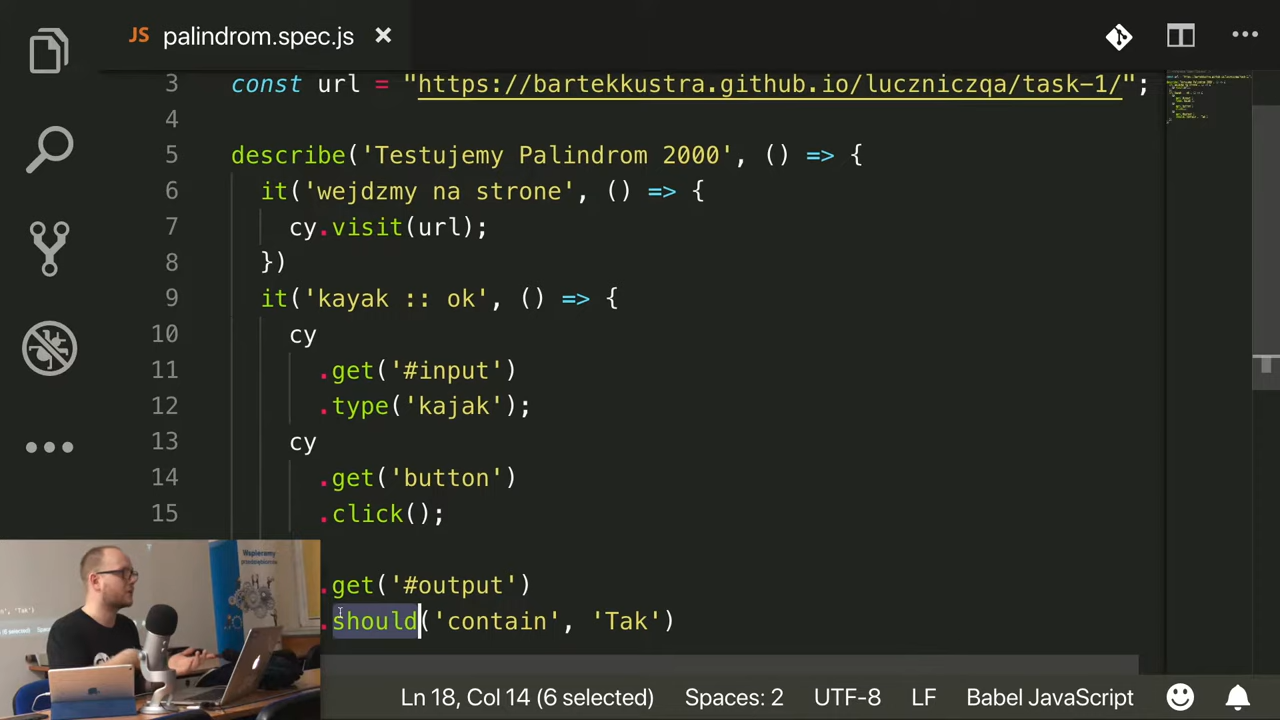 JS palindrom.spec.js ×
3 const url = "https://bartekkustra.github.io/luczniczqa/task-1/";
4
5 describe('Testujemy Palindrom 2000', () => {
6 it('wejdzmy na strone', () => {
7 cy.visit(url);
8 })
9 it('kayak :: ok', () => {
10 cy
11 .get('#input')
12 .type('kajak');
13 cy
14 .get('button')
15 .click();
.get('#output')
.should('contain', 'Tak')
Wspieramy
Ln 18, Col 14 (6 selected) Spaces: 2 UTF-8 LF Babel JavaScript